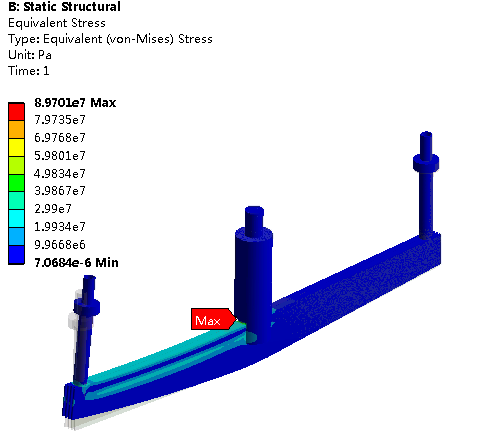 B: Static Structural
Equivalent Stress
Type: Equivalent (von-Mises) Stress
Unit: Pa
Time: 1
8.9701e7 Max
7.9735e7
6.9768e7
5.9801e7
4.9834e7
3.9867e7
2.99e7
1.9934e7
9.9668e6
7.0684e-6 Min
Max